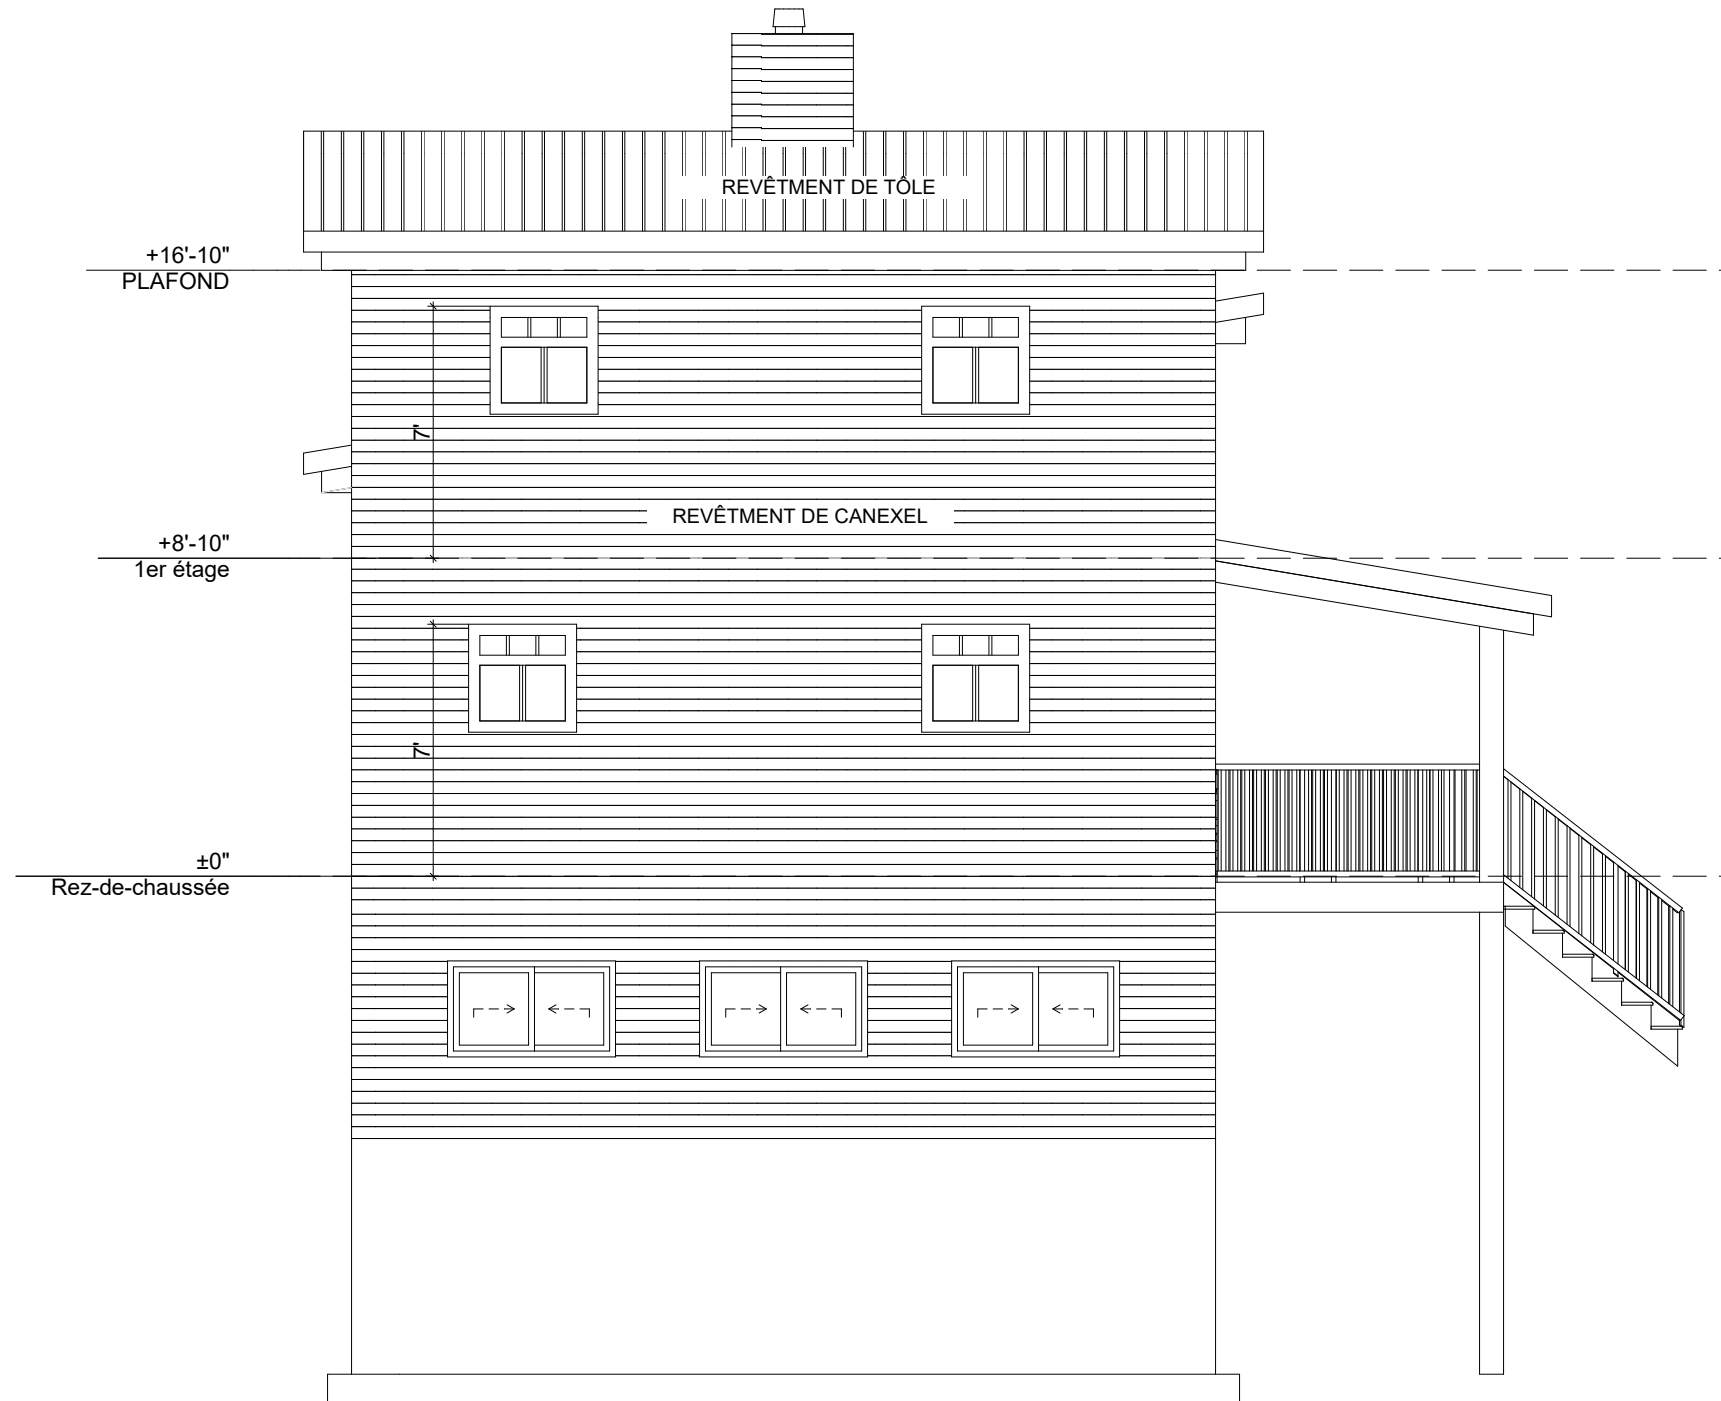 REVÊTMENT DE TÔLE
+16'-10"
PLAFOND
7'
REVÊTMENT DE CANEXEL
+8'-10"
1er étage
7'
±0"
Rez-de-chaussée